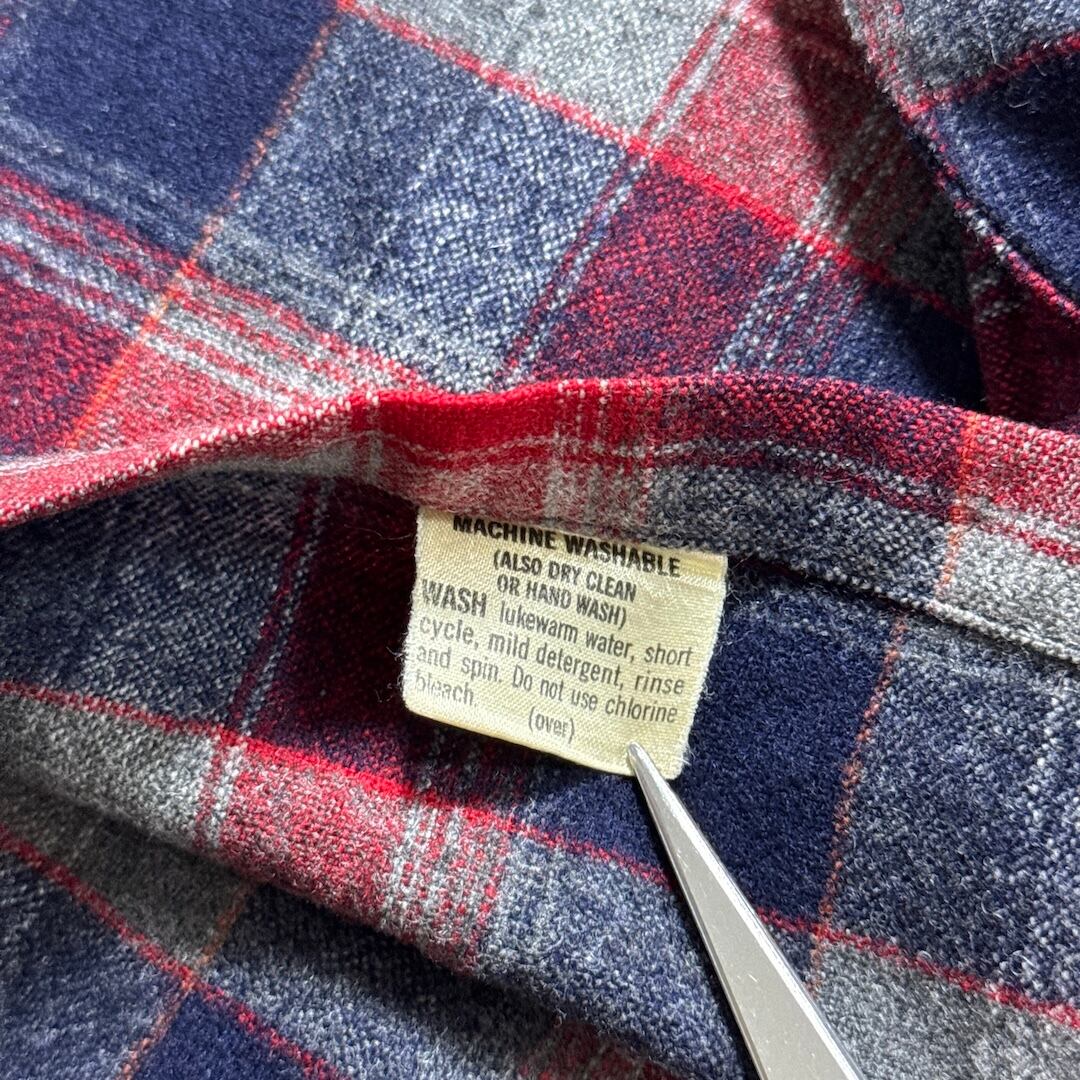 MACHINE WASHABLE
(ALSO DRY CLEAN
OR HAND WASH)
WASH lukewarm water, short
cycle, mild detergent, rinse
and spin. Do not use chlorine
bleach.
(over)